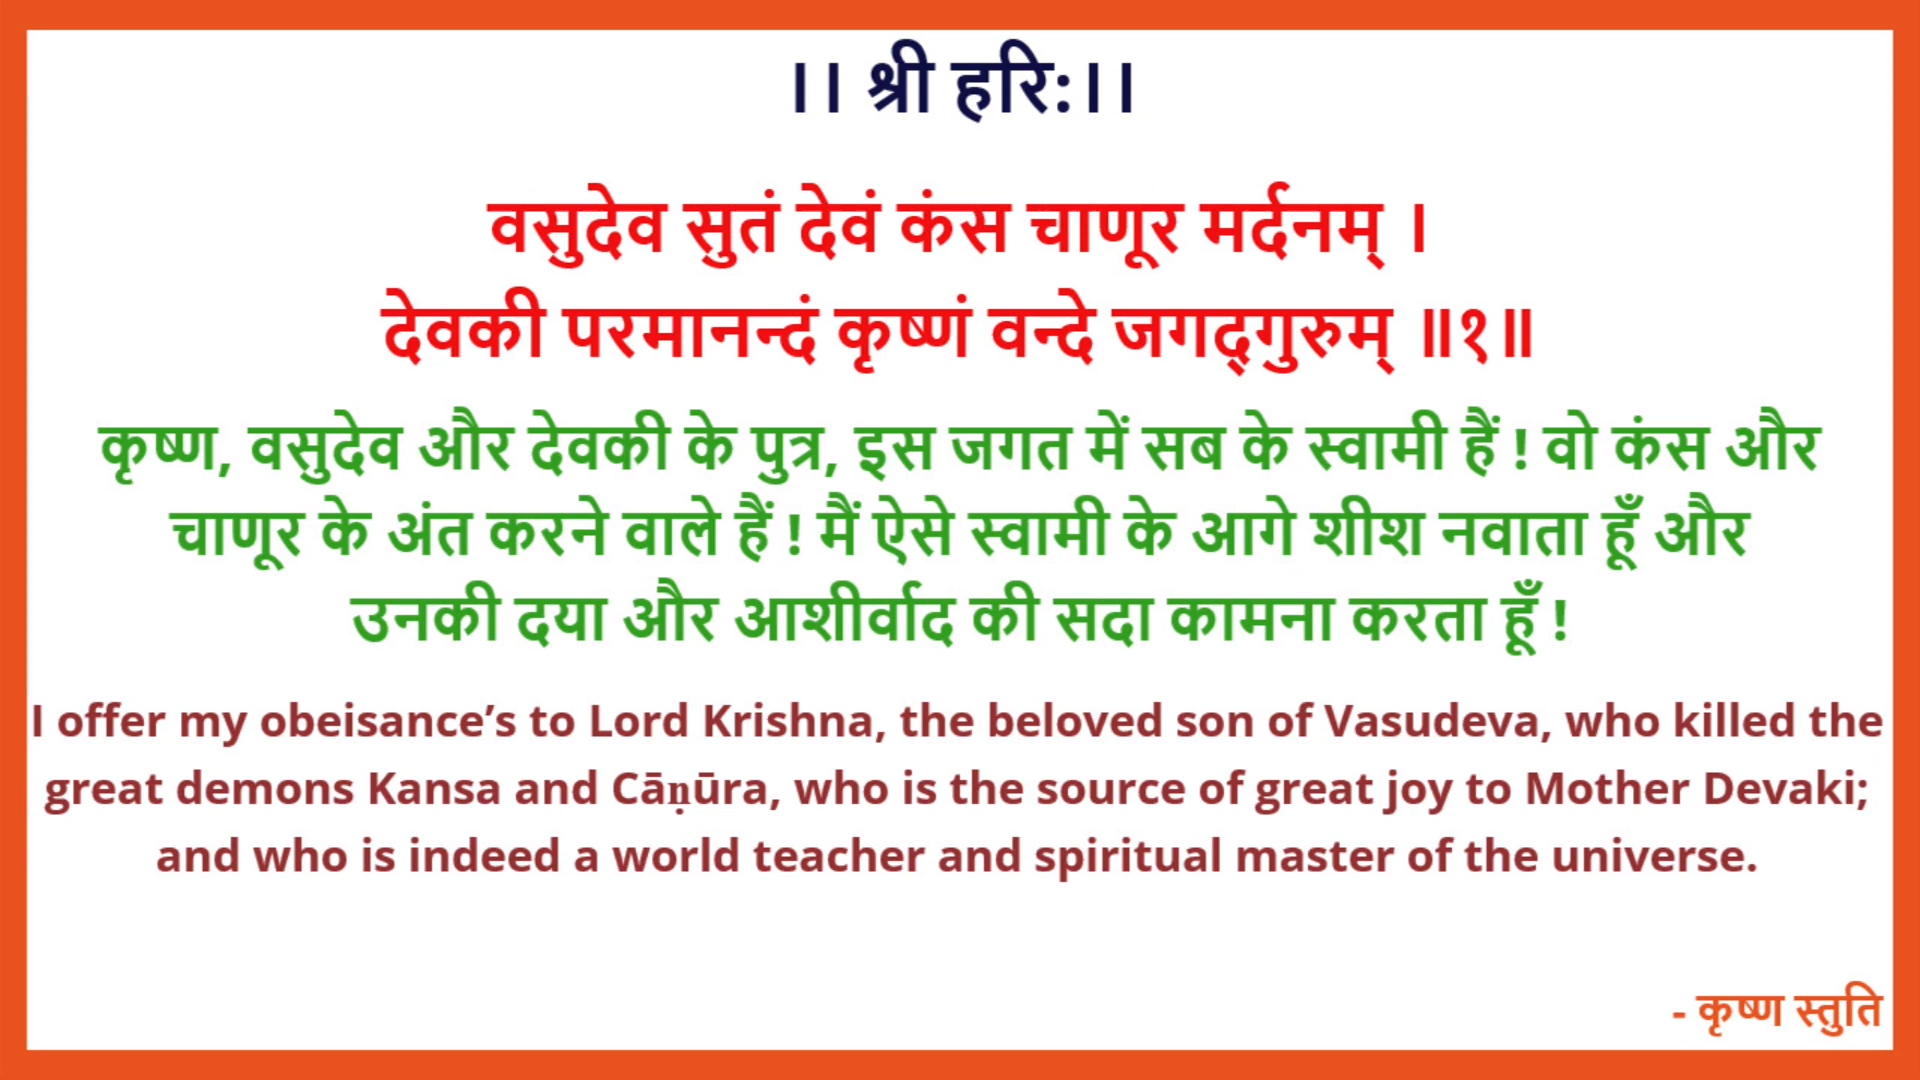 ।। श्री हरि:।।
वसुदेव सुतं देवं कंस चाणूर मर्दनम् ।
देवकी परमानन्दं कृष्णं वन्दे जगद्‌गुरुम् ॥१॥
कृष्ण, वसुदेव और देवकी के पुत्र, इस जगत में सब के स्वामी हैं ! वो कंस और
चाणूर के अंत करने वाले हैं ! मैं ऐसे स्वामी के आगे शीश नवाता हूँ और
उनकी दया और आशीर्वाद की सदा कामना करता हूँ !
I offer my obeisance’s to Lord Krishna, the beloved son of Vasudeva, who killed the
great demons Kansa and Cāṇūra, who is the source of great joy to Mother Devaki;
and who is indeed a world teacher and spiritual master of the universe.
- कृष्ण स्तुति